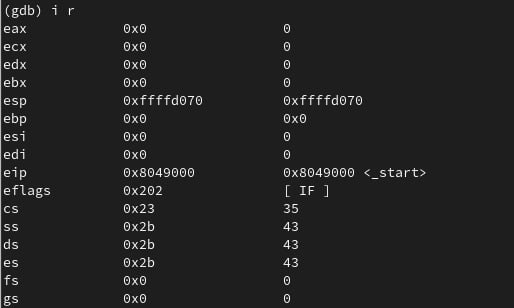 (gdb) i r
eax 0x0 0
ecx 0x0 0
edx 0x0 0
ebx 0x0 0
esp 0xffffd070 0xffffd070
ebp 0x0 0x0
esi 0x0 0
edi 0x0 0
eip 0x8049000 0x8049000 <_start>
eflags 0x202 [ IF ]
cs 0x23 35
ss 0x2b 43
ds 0x2b 43
es 0x2b 43
fs 0x0 0
gs 0x0 0